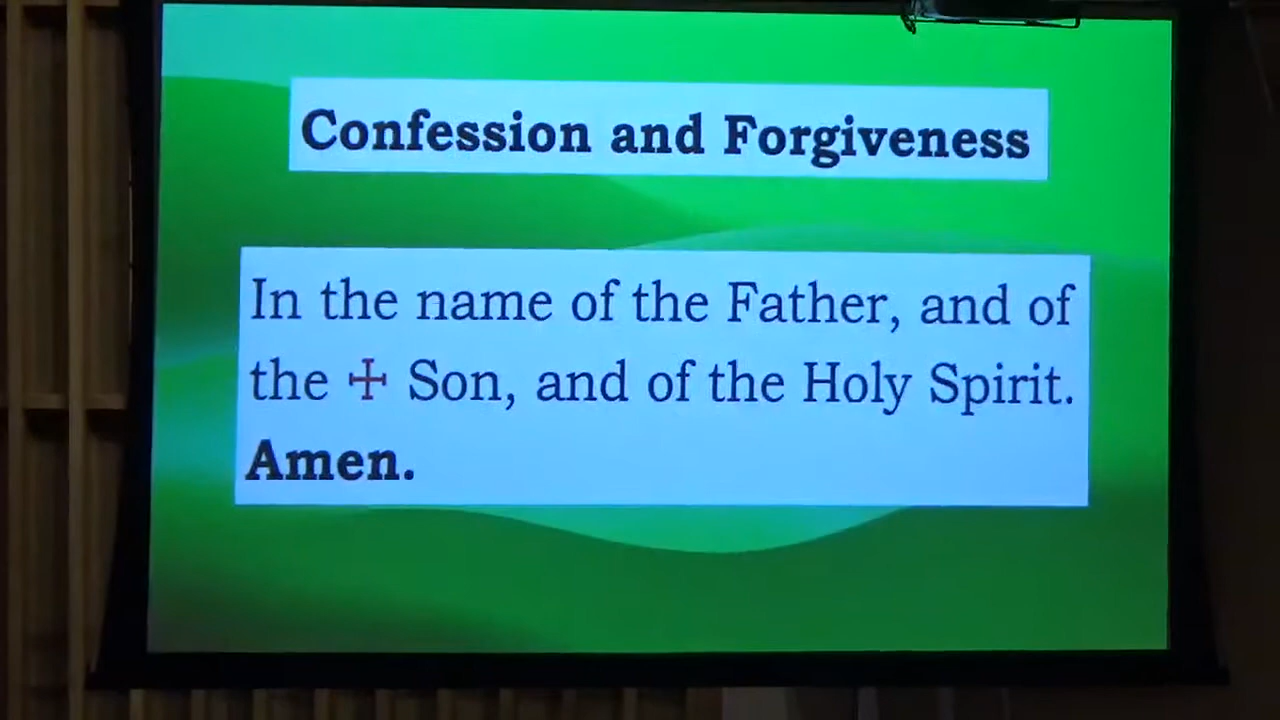 Confession and Forgiveness
In the name of the Father, and of
the ☩ Son, and of the Holy Spirit.
Amen.